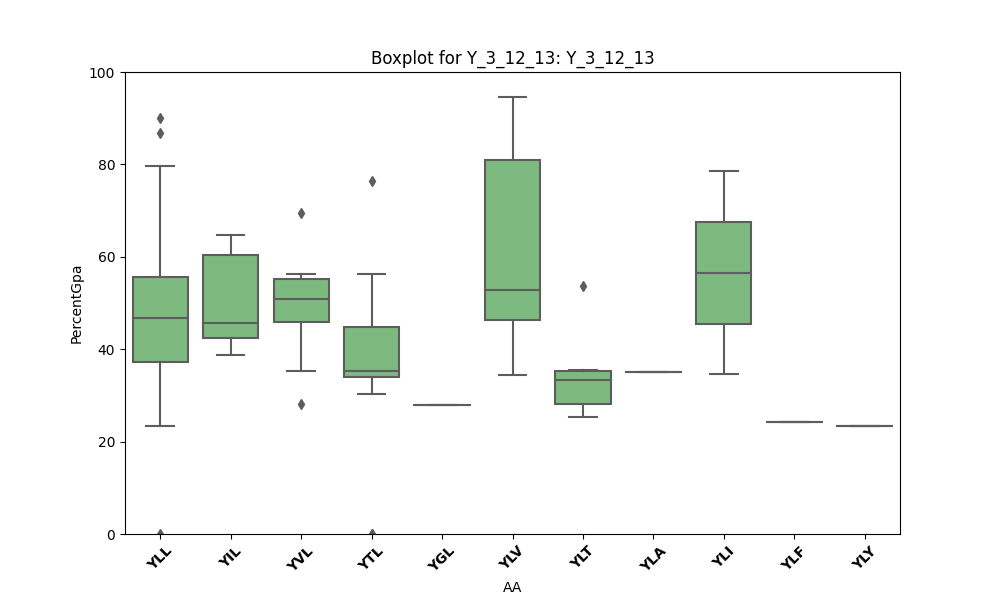 Boxplot for Y_3_12_13: Y_3_12_13
PercentGpa
100
80
60
40
20
0
YLL YIL YVL YTL YGL YLV YLT YLA YLI YLF YLY
AA